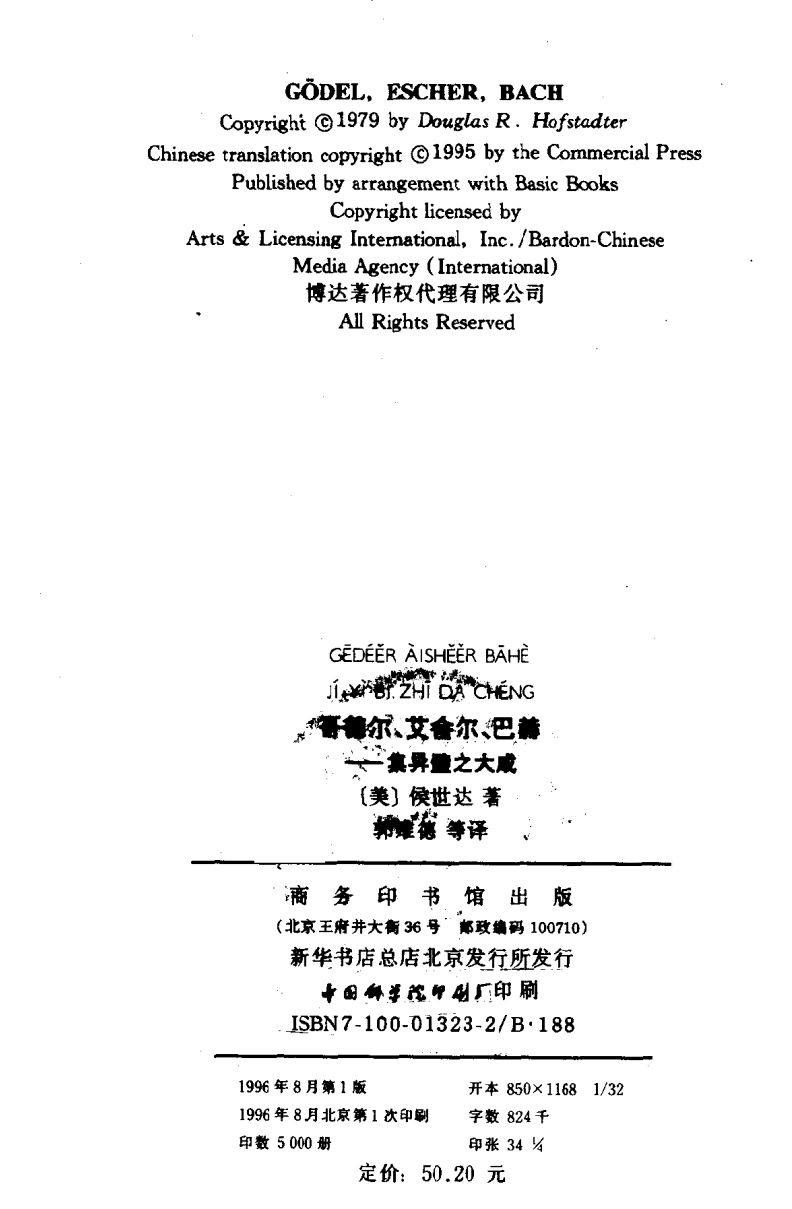 GÖDEL, ESCHER, BACH
Copyright ©1979 by Douglas R. Hofstadter
Chinese translation copyright ©1995 by the Commercial Press
Published by arrangement with Basic Books
Copyright licensed by
Arts & Licensing International, Inc./Bardon-Chinese
Media Agency (International)
博达著作权代理有限公司
All Rights Reserved
GĒDÉĚR ÀISHĚĚR BĀHÈ
JÍ YÌ BÌ ZHĪ DÀ CHÉNG
哥德尔、艾舍尔、巴赫
——集异璧之大成
〔美〕侯世达 著
郭维德 等译
商务印书馆出版
(北京王府井大街36号 邮政编码100710)
新华书店总店北京发行所发行
中国科学院印刷厂印刷
ISBN7-100-01323-2/B·188
1996年8月第1版 开本 850×1168 1/32
1996年8月北京第1次印刷 字数 824千
印数 5 000册 印张 34 ¼
定价: 50.20 元